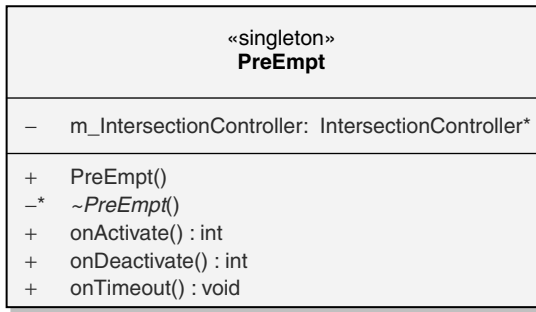 «singleton»
PreEmpt
– m_IntersectionController: IntersectionController*
+ PreEmpt()
–* ~PreEmpt()
+ onActivate() : int
+ onDeactivate() : int
+ onTimeout() : void